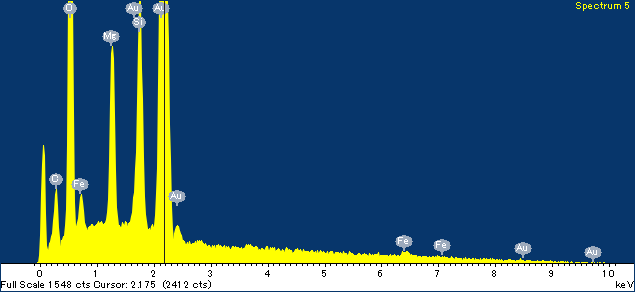 Spectrum 5
O Au Au
Si
Mg
O Fe
Au
Fe Fe Au Au
0 1 2 3 4 5 6 7 8 9 10
Full Scale 1548 cts Cursor: 2.175 (2412 cts) keV